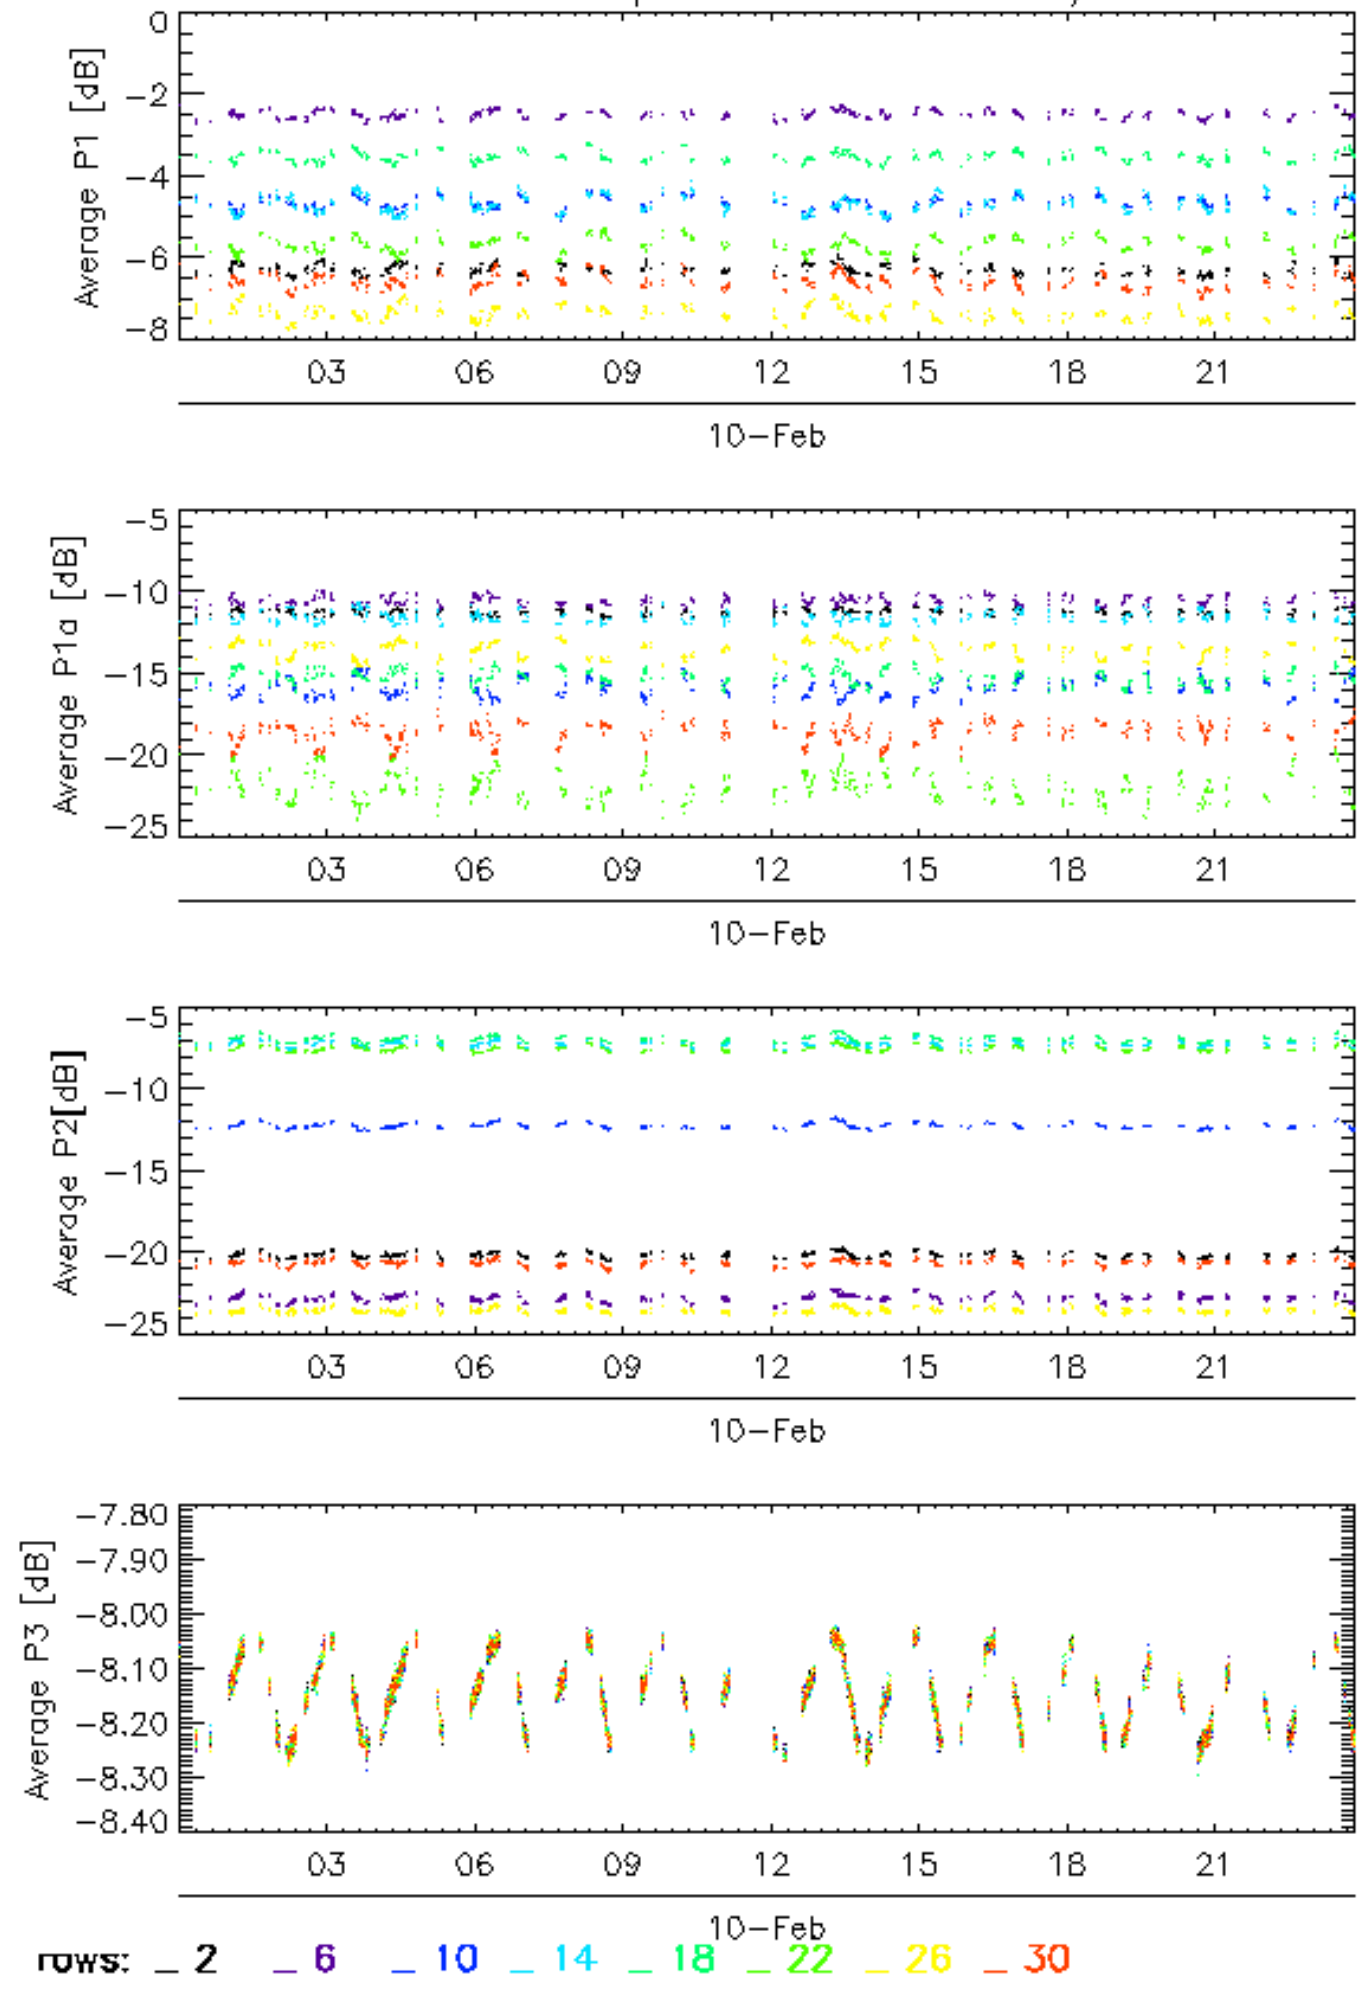 0
−2
−4
−6
−8
Average P1 [dB]
03 06 09 12 15 18 21
10−Feb
−5
−10
−15
−20
−25
Average P1a [dB]
03 06 09 12 15 18 21
10−Feb
−5
−10
−15
−20
−25
Average P2[dB]
03 06 09 12 15 18 21
10−Feb
−7.80
−7.90
−8.00
−8.10
−8.20
−8.30
−8.40
Average P3 [dB]
03 06 09 12 15 18 21
10−Feb
rows: _ 2 _ 6 _ 10 _ 14 _ 18 _ 22 _ 26 _ 30